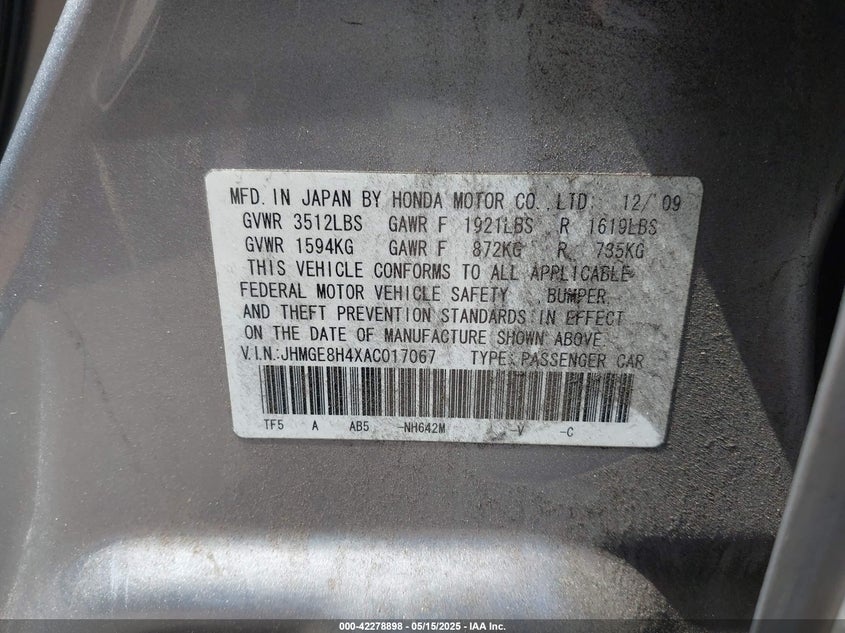 MFD. IN JAPAN BY HONDA MOTOR CO., LTD: 12/ 09
GVWR 3512LBS GAWR F 1921LBS R 1619LBS
GVWR 1594KG GAWR F 872KG R 735KG
THIS VEHICLE CONFORMS TO ALL APPLICABLE
FEDERAL MOTOR VEHICLE SAFETY , BUMPER,
AND THEFT PREVENTION STANDARDS IN EFFECT
ON THE DATE OF MANUFACTURE SHOWN ABOVE.
V.I.N.:JHMGE8H4XAC017067 TYPE: PASSENGER CAR
TF5 A AB5 -NH642M -V -C
000-42278898 - 05/15/2025 - IAA Inc.